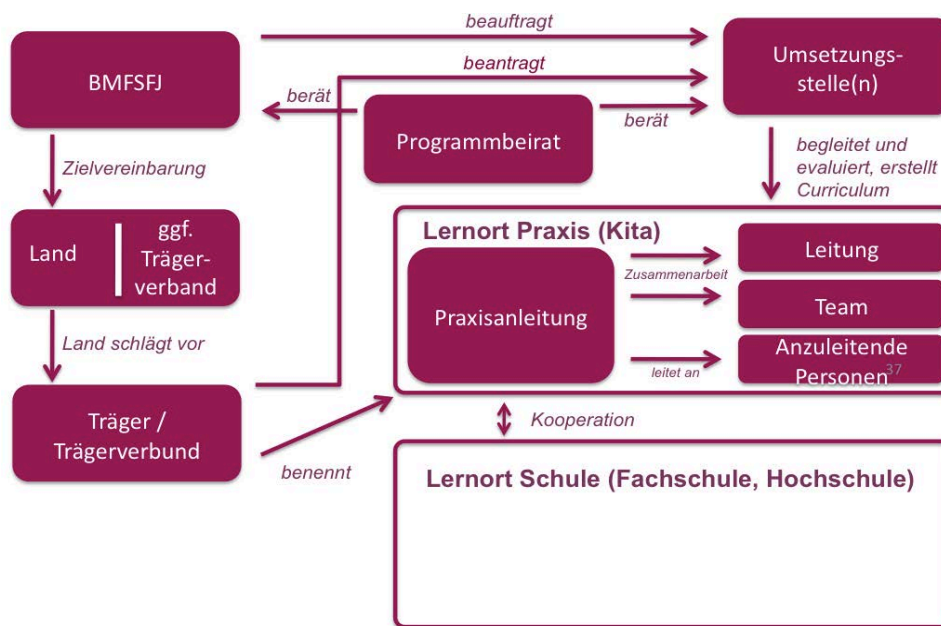 beauftragt
BMFSFJ
Umsetzungs-
stelle(n)
beantragt
berät
Programmbeirat
berät
Zielvereinbarung
begleitet und
evaluiert, erstellt
Curriculum
Land
ggf.
Träger-
verband
Lernort Praxis (Kita)
Praxisanleitung
Zusammenarbeit
Leitung
Team
leitet an
Anzuleitende
Personen
37
Land schlägt vor
Träger /
Trägerverbund
benennt
Kooperation
Lernort Schule (Fachschule, Hochschule)